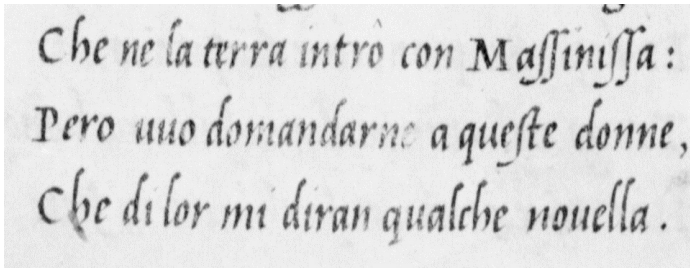 Che ne la terra intrò con Maſſiniſſa:
Pero uuo domandarne a queſte donne,
Che di lor mi diran qualche nouella.